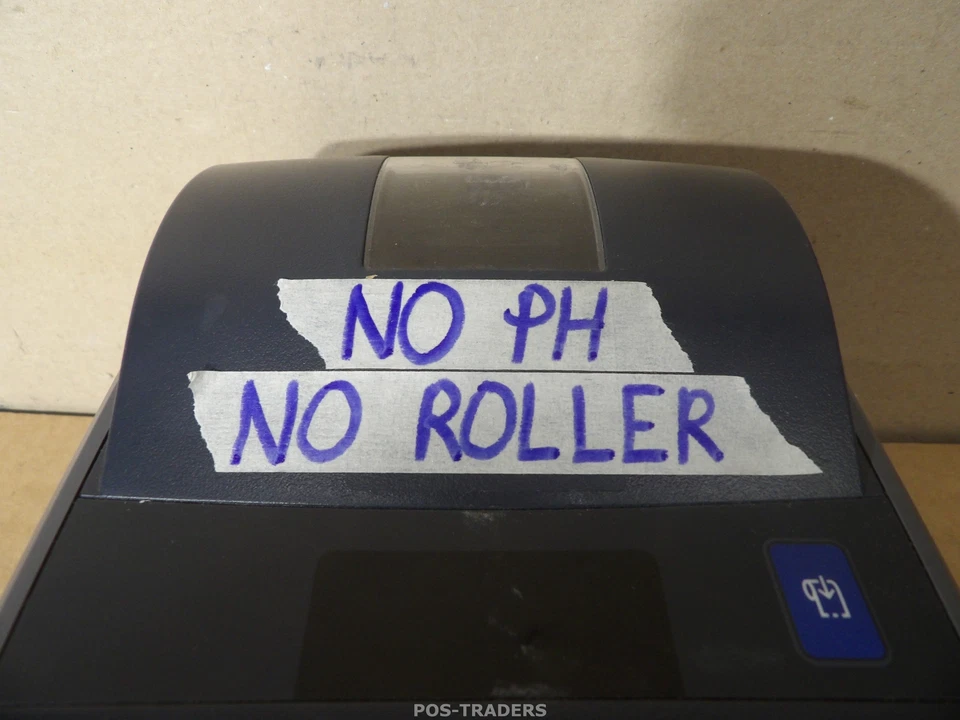 NO PH
NO ROLLER
POS-TRADERS